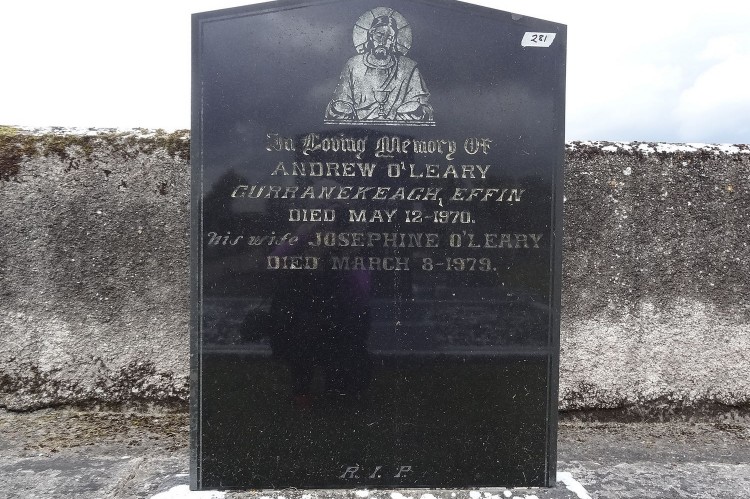 281
In Loving Memory Of
ANDREW O'LEARY
GURRANEKEAGH, EFFIN
DIED MAY 12-1970.
his wife JOSEPHINE O'LEARY
DIED MARCH 8-1979.
R. I. P.